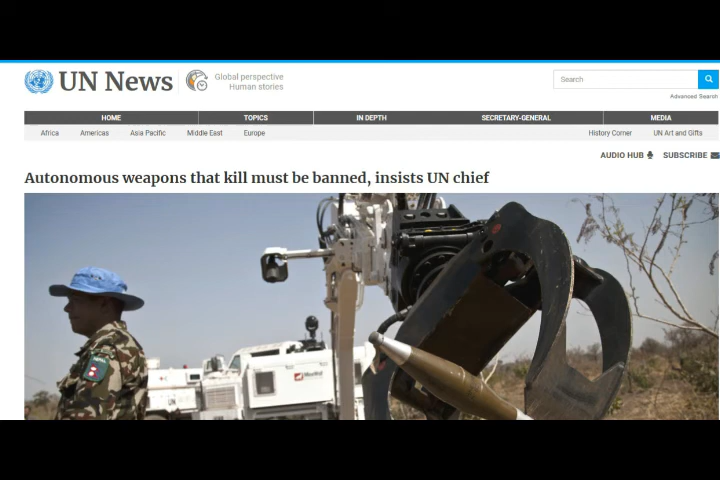 UN News
Global perspective
Human stories
Search
Advanced Search
HOME TOPICS IN DEPTH SECRETARY-GENERAL MEDIA
Africa Americas Asia Pacific Middle East Europe History Corner UN Art and Gifts
AUDIO HUB SUBSCRIBE
Autonomous weapons that kill must be banned, insists UN chief
UN